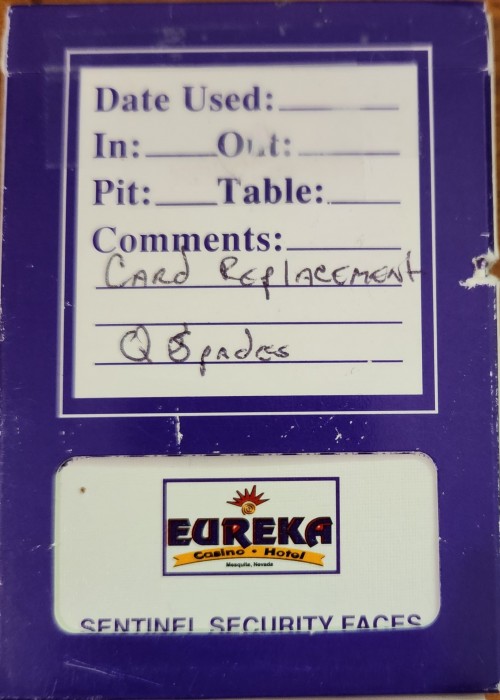 Date Used:
In: Out:
Pit: Table:
Comments:
Card Replacement
Q Spades
EUREKA
Casino • Hotel
Mesquite, Nevada
SENTINEL SECURITY FACES